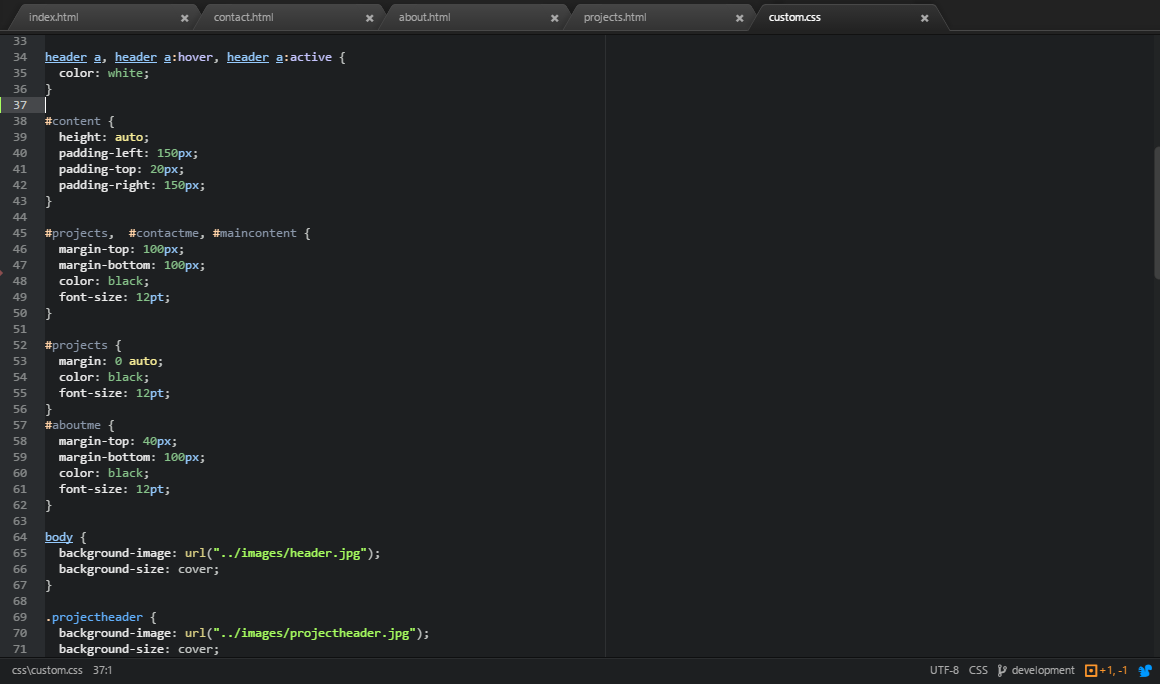 index.html
contact.html
about.html
projects.html
custom.css
33
34 header a, header a:hover, header a:active {
35   color: white;
36 }
37
38 #content {
39   height: auto;
40   padding-left: 150px;
41   padding-top: 20px;
42   padding-right: 150px;
43 }
44
45 #projects,  #contactme, #maincontent {
46   margin-top: 100px;
47   margin-bottom: 100px;
48   color: black;
49   font-size: 12pt;
50 }
51
52 #projects {
53   margin: 0 auto;
54   color: black;
55   font-size: 12pt;
56 }
57 #aboutme {
58   margin-top: 40px;
59   margin-bottom: 100px;
60   color: black;
61   font-size: 12pt;
62 }
63
64 body {
65   background-image: url("../images/header.jpg");
66   background-size: cover;
67 }
68
69 .projectheader {
70   background-image: url("../images/projectheader.jpg");
71   background-size: cover;
css\custom.css 37:1 UTF-8 CSS development +1, -1